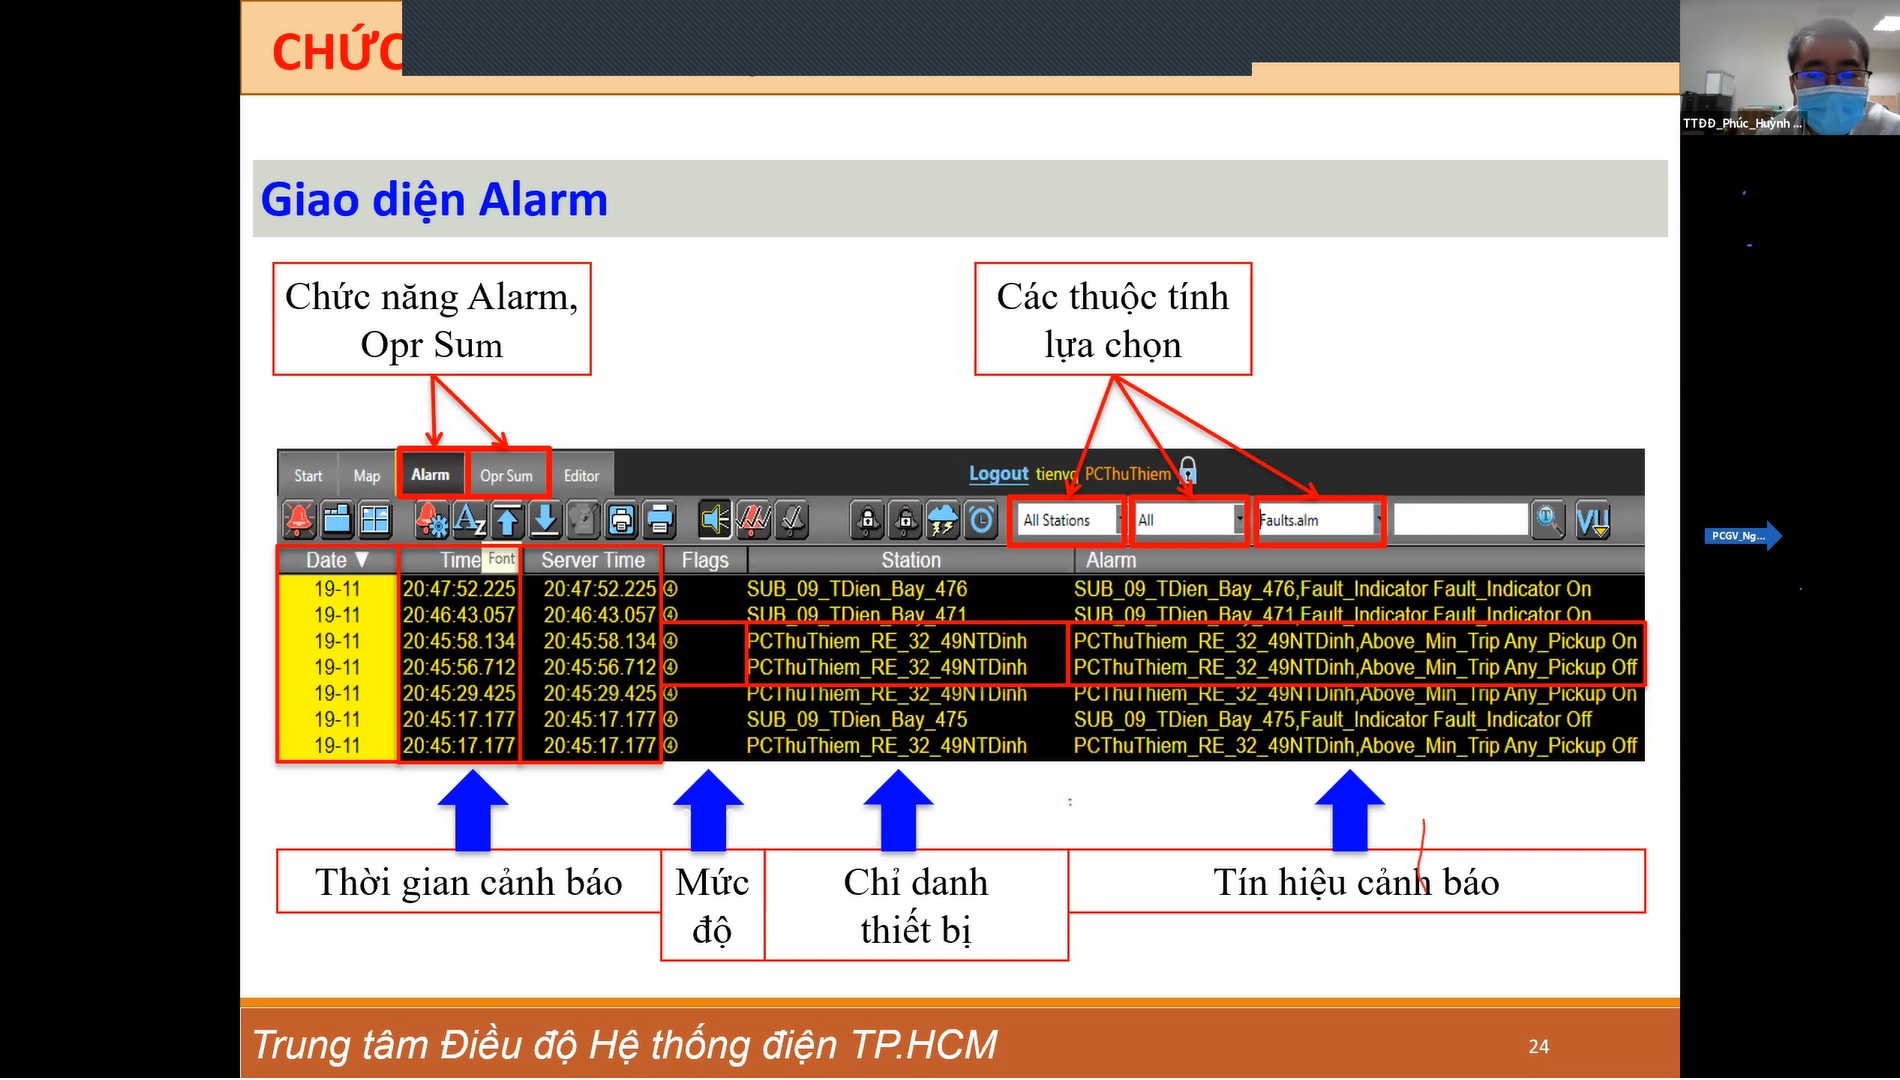 CHỨC
TTĐĐ_Phúc_Huỳnh ...
Giao diện Alarm
Chức năng Alarm,
Opr Sum
Các thuộc tính
lựa chọn
Start Map Alarm Opr Sum Editor Logout PCThuThiem
All Stations All Faults.alm
Date ▼ Time Font Server Time Flags Station Alarm
19-11 20:47:52.225 20:47:52.225 ④ SUB_09_TDien_Bay_476 SUB_09_TDien_Bay_476,Fault_Indicator Fault_Indicator On
19-11 20:46:43.057 20:46:43.057 ④ SUB_09_TDien_Bay_471 SUB_09_TDien_Bay_471,Fault_Indicator Fault_Indicator On
19-11 20:45:58.134 20:45:58.134 ④ PCThuThiem_RE_32_49NTDinh PCThuThiem_RE_32_49NTDinh,Above_Min_Trip Any_Pickup On
19-11 20:45:56.712 20:45:56.712 ④ PCThuThiem_RE_32_49NTDinh PCThuThiem_RE_32_49NTDinh,Above_Min_Trip Any_Pickup Off
19-11 20:45:29.425 20:45:29.425 ④ PCThuThiem_RE_32_49NTDinh PCThuThiem_RE_32_49NTDinh,Above_Min_Trip Any_Pickup On
19-11 20:45:17.177 20:45:17.177 ④ SUB_09_TDien_Bay_475 SUB_09_TDien_Bay_475,Fault_Indicator Fault_Indicator Off
19-11 20:45:17.177 20:45:17.177 ④ PCThuThiem_RE_32_49NTDinh PCThuThiem_RE_32_49NTDinh,Above_Min_Trip Any_Pickup Off
PCGV_Ng...
Thời gian cảnh báo
Mức
độ
Chỉ danh
thiết bị
Tín hiệu cảnh báo
Trung tâm Điều độ Hệ thống điện TP.HCM
24